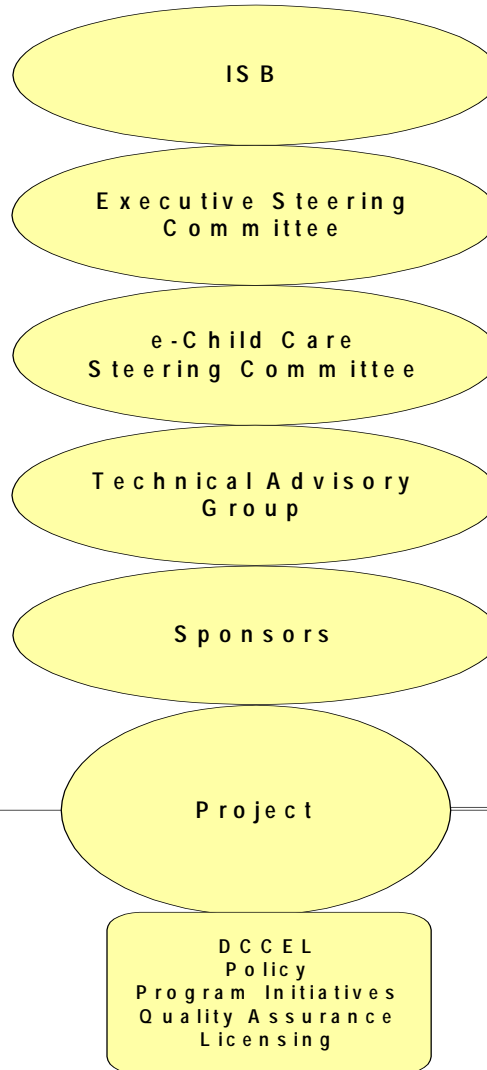 ISB
Executive Steering
Committee
e-Child Care
Steering Committee
Technical Advisory
Group
Sponsors
Project
DCCEL
Policy
Program Initiatives
Quality Assurance
Licensing